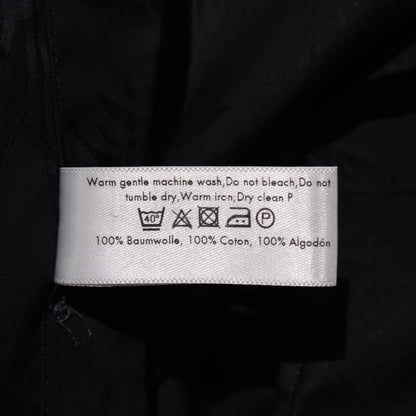 Warm gentle machine wash,Do not bleach,Do not
tumble dry,Warm iron,Dry clean P
40° P
100% Baumwolle, 100% Coton, 100% Algodón